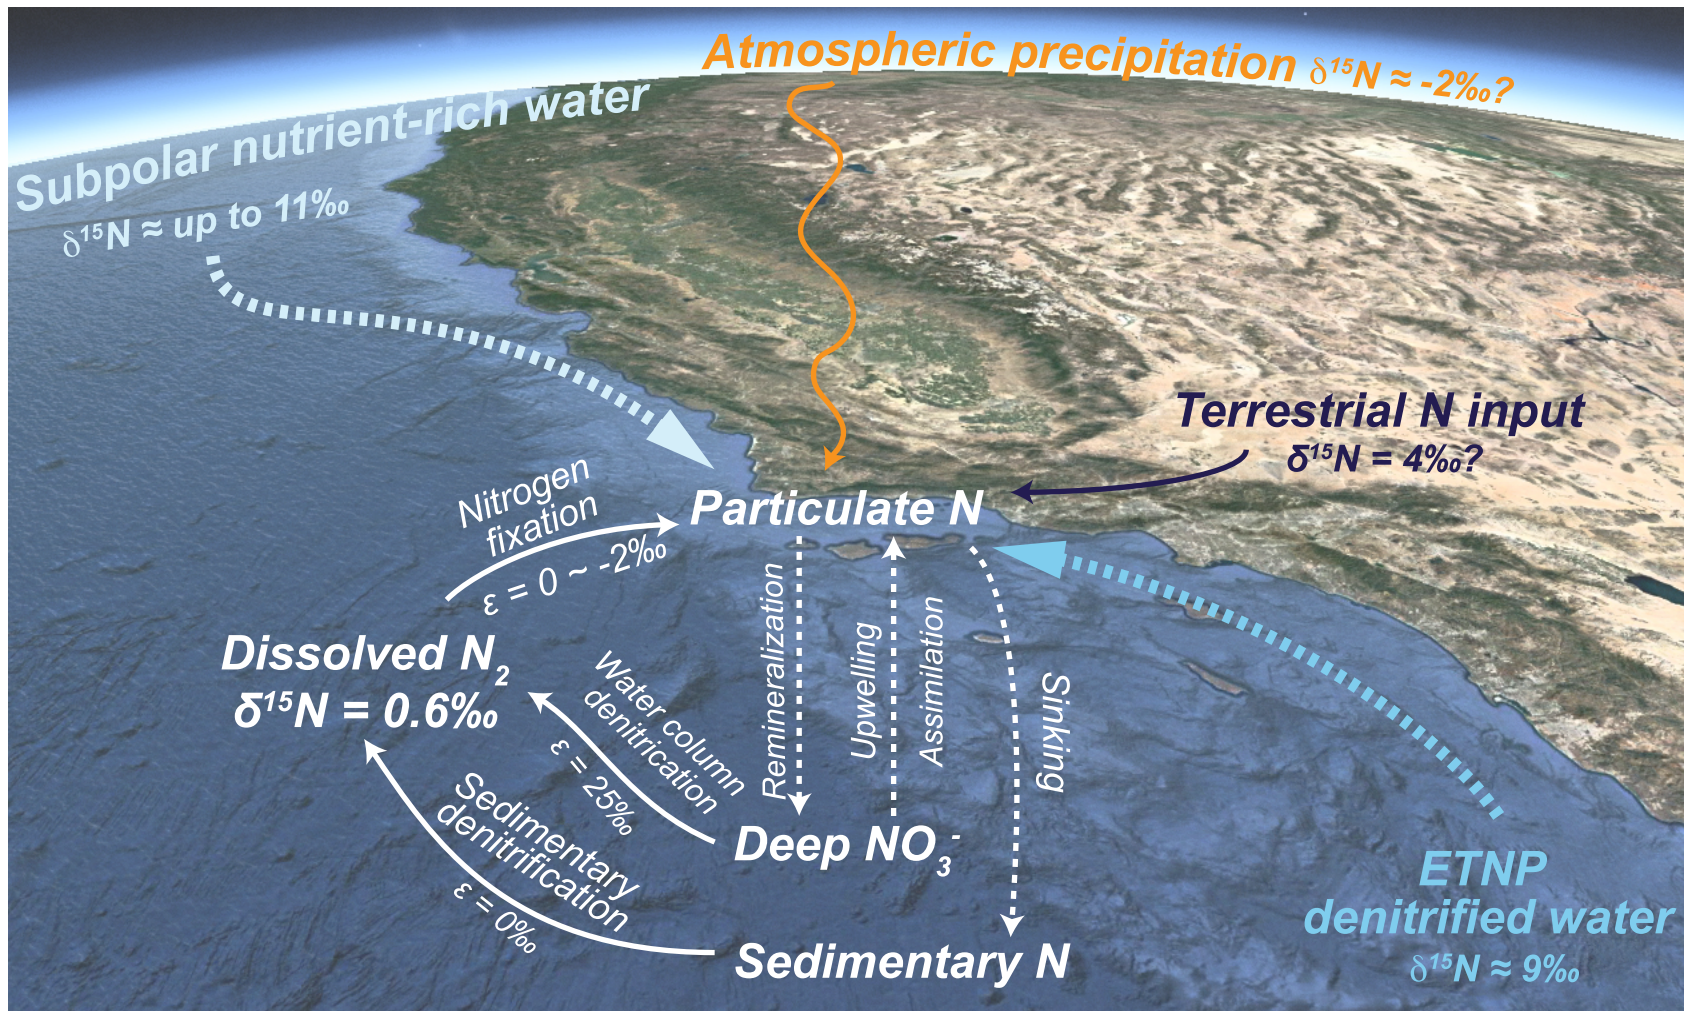 Atmospheric precipitation δ¹⁵N ≈ -2‰?
Subpolar nutrient-rich water
δ¹⁵N ≈ up to 11‰
Terrestrial N input
δ¹⁵N = 4‰?
Nitrogen
fixation
ε = 0 ~ -2‰
Particulate N
Dissolved N₂
δ¹⁵N = 0.6‰
Water column
denitrication
ε = 25‰
Remineralization
Upwelling
Assimilation
Sinking
Sedimentary
denitrification
ε = 0‰
Deep NO₃⁻
Sedimentary N
ETNP
denitrified water
δ¹⁵N ≈ 9‰